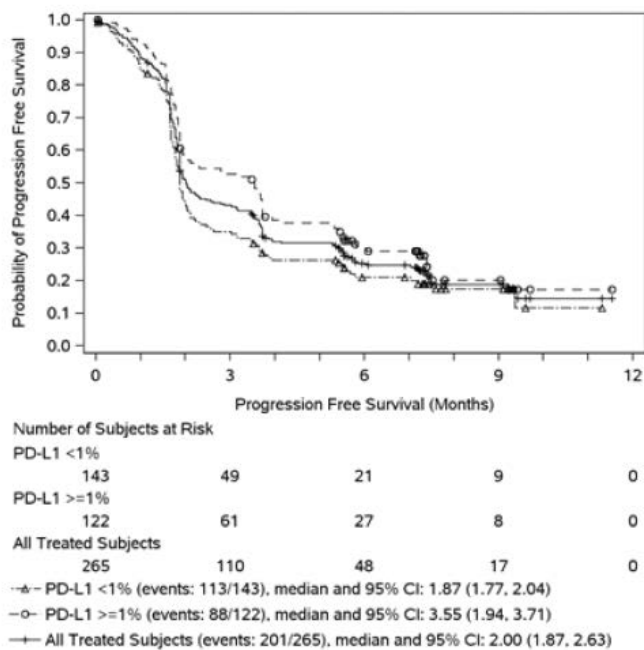 Probability of Progression Free Survival
1.0
0.9
0.8
0.7
0.6
0.5
0.4
0.3
0.2
0.1
0.0
0 3 6 9 12
Progression Free Survival (Months)
Number of Subjects at Risk
PD-L1 <1%
143 49 21 9 0
PD-L1 >=1%
122 61 27 8 0
All Treated Subjects
265 110 48 17 0
PD-L1 <1% (events: 113/143), median and 95% CI: 1.87 (1.77, 2.04)
PD-L1 >=1% (events: 88/122), median and 95% CI: 3.55 (1.94, 3.71)
All Treated Subjects (events: 201/265), median and 95% CI: 2.00 (1.87, 2.63)